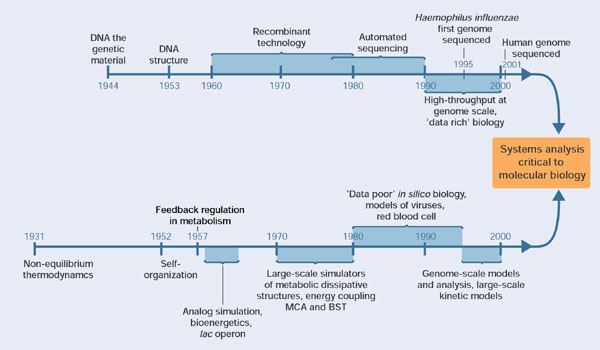 DNA the
genetic
material
1944
DNA
structure
1953
Recombinant
technology
1960
1970
Automated
sequencing
1980
1990
Haemophilus influenzae
first genome
sequenced
1995
Human genome
sequenced
2001
2000
High-throughput at
genome scale,
'data rich' biology
Systems analysis
critical to
molecular biology
1931
Non-equilibrium
thermodynamcs
1952
Self-
organization
Feedback regulation
in metabolism
1957
Analog simulation,
bioenergetics,
lac operon
1970
Large-scale simulators
of metabolic dissipative
structures, energy coupling
MCA and BST
1980
'Data poor' in silico biology,
models of viruses,
red blood cell
1990
2000
Genome-scale models
and analysis, large-scale
kinetic models